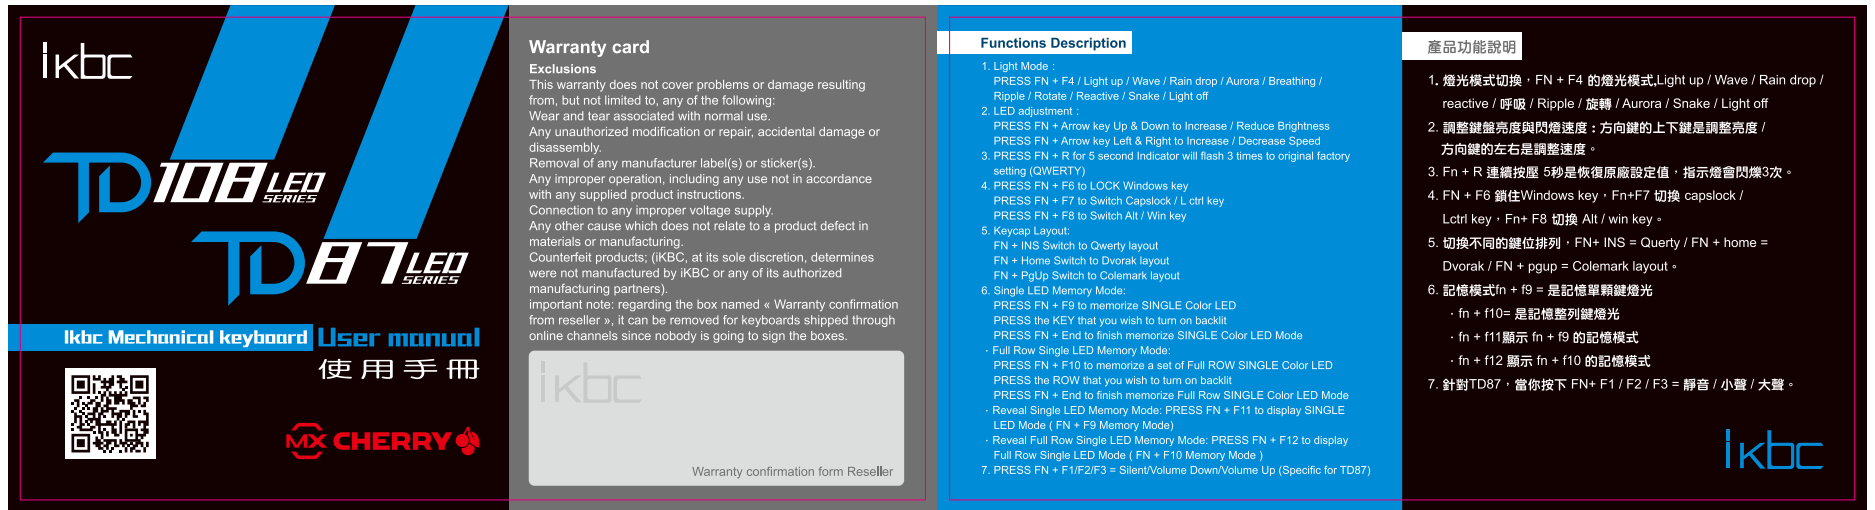 ikbc
TD108 LED
SERIES
TD87 LED
SERIES
Ikbc Mechanical keyboard User manual
使用手冊
MX CHERRY
Warranty card
Exclusions
This warranty does not cover problems or damage resulting
from, but not limited to, any of the following:
Wear and tear associated with normal use.
Any unauthorized modification or repair, accidental damage or
disassembly.
Removal of any manufacturer label(s) or sticker(s).
Any improper operation, including any use not in accordance
with any supplied product instructions.
Connection to any improper voltage supply.
Any other cause which does not relate to a product defect in
materials or manufacturing.
Counterfeit products; (iKBC, at its sole discretion, determines
were not manufactured by iKBC or any of its authorized
manufacturing partners).
important note: regarding the box named « Warranty confirmation
from reseller », it can be removed for keyboards shipped through
online channels since nobody is going to sign the boxes.
ikbc
Warranty confirmation form Reseller
Functions Description
1. Light Mode :
PRESS FN + F4 / Light up / Wave / Rain drop / Aurora / Breathing /
Ripple / Rotate / Reactive / Snake / Light off
2. LED adjustment :
PRESS FN + Arrow key Up & Down to Increase / Reduce Brightness
PRESS FN + Arrow key Left & Right to Increase / Decrease Speed
3. PRESS FN + R for 5 second Indicator will flash 3 times to original factory
setting (QWERTY)
4. PRESS FN + F6 to LOCK Windows key
PRESS FN + F7 to Switch Capslock / L ctrl key
PRESS FN + F8 to Switch Alt / Win key
5. Keycap Layout:
FN + INS Switch to Qwerty layout
FN + Home Switch to Dvorak layout
FN + PgUp Switch to Colemark layout
6. Single LED Memory Mode:
PRESS FN + F9 to memorize SINGLE Color LED
PRESS the KEY that you wish to turn on backlit
PRESS FN + End to finish memorize SINGLE Color LED Mode
· Full Row Single LED Memory Mode:
PRESS FN + F10 to memorize a set of Full ROW SINGLE Color LED
PRESS the ROW that you wish to turn on backlit
PRESS FN + End to finish memorize Full Row SINGLE Color LED Mode
· Reveal Single LED Memory Mode: PRESS FN + F11 to display SINGLE
LED Mode ( FN + F9 Memory Mode)
· Reveal Full Row Single LED Memory Mode: PRESS FN + F12 to display
Full Row Single LED Mode ( FN + F10 Memory Mode )
7. PRESS FN + F1/F2/F3 = Silent/Volume Down/Volume Up (Specific for TD87)
產品功能說明
1. 燈光模式切換，FN + F4 的燈光模式,Light up / Wave / Rain drop /
reactive / 呼吸 / Ripple / 旋轉 / Aurora / Snake / Light off
2. 調整鍵盤亮度與閃燈速度：方向鍵的上下鍵是調整亮度 /
方向鍵的左右是調整速度。
3. Fn + R 連續按壓 5秒是恢復原廠設定值，指示燈會閃爍3次。
4. FN + F6 鎖住Windows key，Fn+F7 切換 capslock /
Lctrl key，Fn+ F8 切換 Alt / win key。
5. 切換不同的鍵位排列，FN+ INS = Querty / FN + home =
Dvorak / FN + pgup = Colemark layout。
6. 記憶模式fn + f9 = 是記憶單顆鍵燈光
· fn + f10= 是記憶整列鍵燈光
· fn + f11顯示 fn + f9 的記憶模式
· fn + f12 顯示 fn + f10 的記憶模式
7. 針對TD87，當你按下 FN+ F1 / F2 / F3 = 靜音 / 小聲 / 大聲。
ikbc